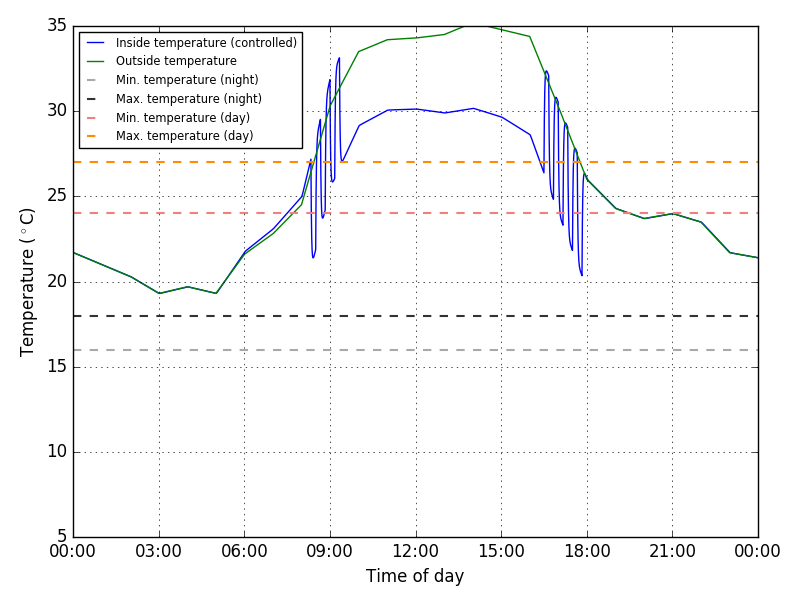 35
30
25
20
15
10
5
Temperature (°C)
Inside temperature (controlled)
Outside temperature
Min. temperature (night)
Max. temperature (night)
Min. temperature (day)
Max. temperature (day)
00:00 03:00 06:00 09:00 12:00 15:00 18:00 21:00 00:00
Time of day